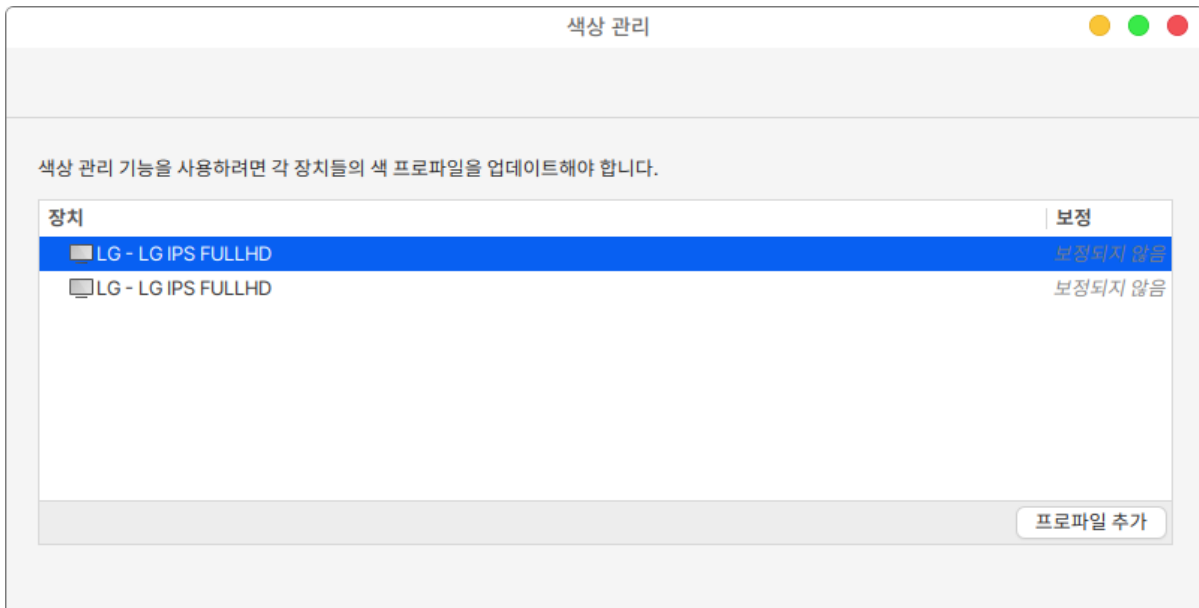 색상 관리
색상 관리 기능을 사용하려면 각 장치들의 색 프로파일을 업데이트해야 합니다.
장치 보정
LG - LG IPS FULLHD 보정되지 않음
LG - LG IPS FULLHD 보정되지 않음
프로파일 추가